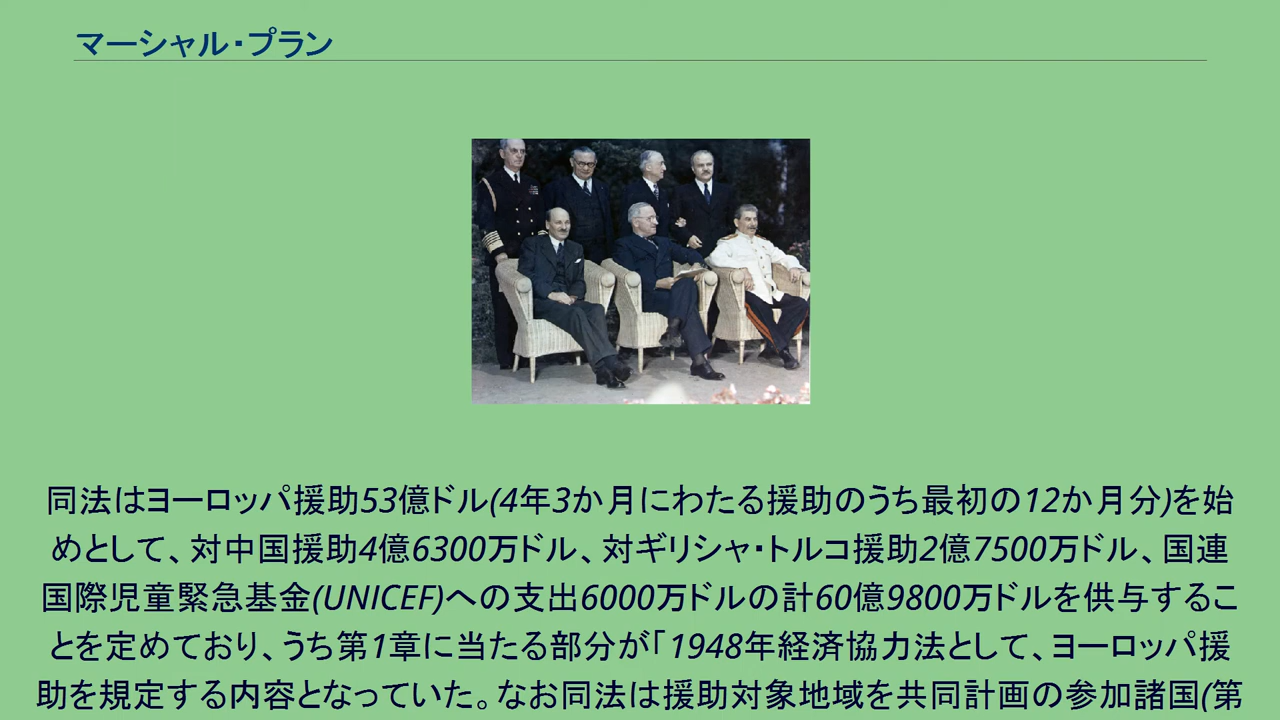 マーシャル・プラン
同法はヨーロッパ援助53億ドル(4年3か月にわたる援助のうち最初の12か月分)を始
めとして、対中国援助4億6300万ドル、対ギリシャ・トルコ援助2億7500万ドル、国連
国際児童緊急基金(UNICEF)への支出6000万ドルの計60億9800万ドルを供与するこ
とを定めており、うち第1章に当たる部分が「1948年経済協力法として、ヨーロッパ援
助を規定する内容となっていた。なお同法は援助対象地域を共同計画の参加諸国(第